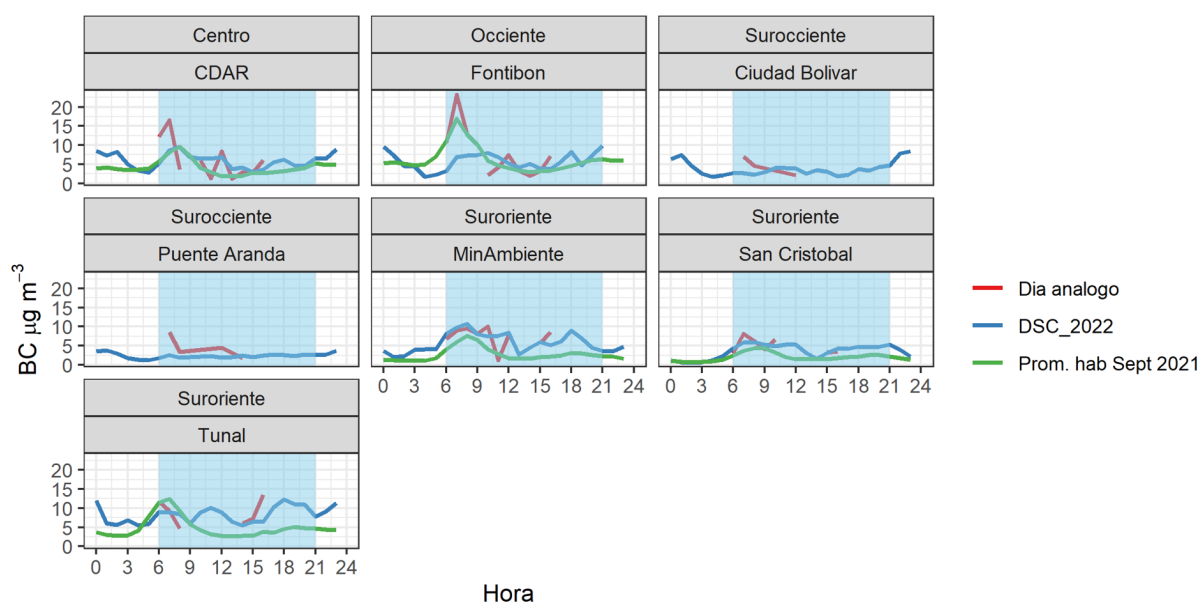 Centro
CDAR
Occiente
Fontibon
Surocciente
Ciudad Bolivar
20
15
10
5
0
Surocciente
Puente Aranda
Suroriente
MinAmbiente
Suroriente
San Cristobal
20
15
10
5
0
0 3 6 9 12 15 18 21 24
0 3 6 9 12 15 18 21 24
Suroriente
Tunal
20
15
10
5
0
0 3 6 9 12 15 18 21 24
BC μg m⁻³
Hora
Dia analogo
DSC_2022
Prom. hab Sept 2021